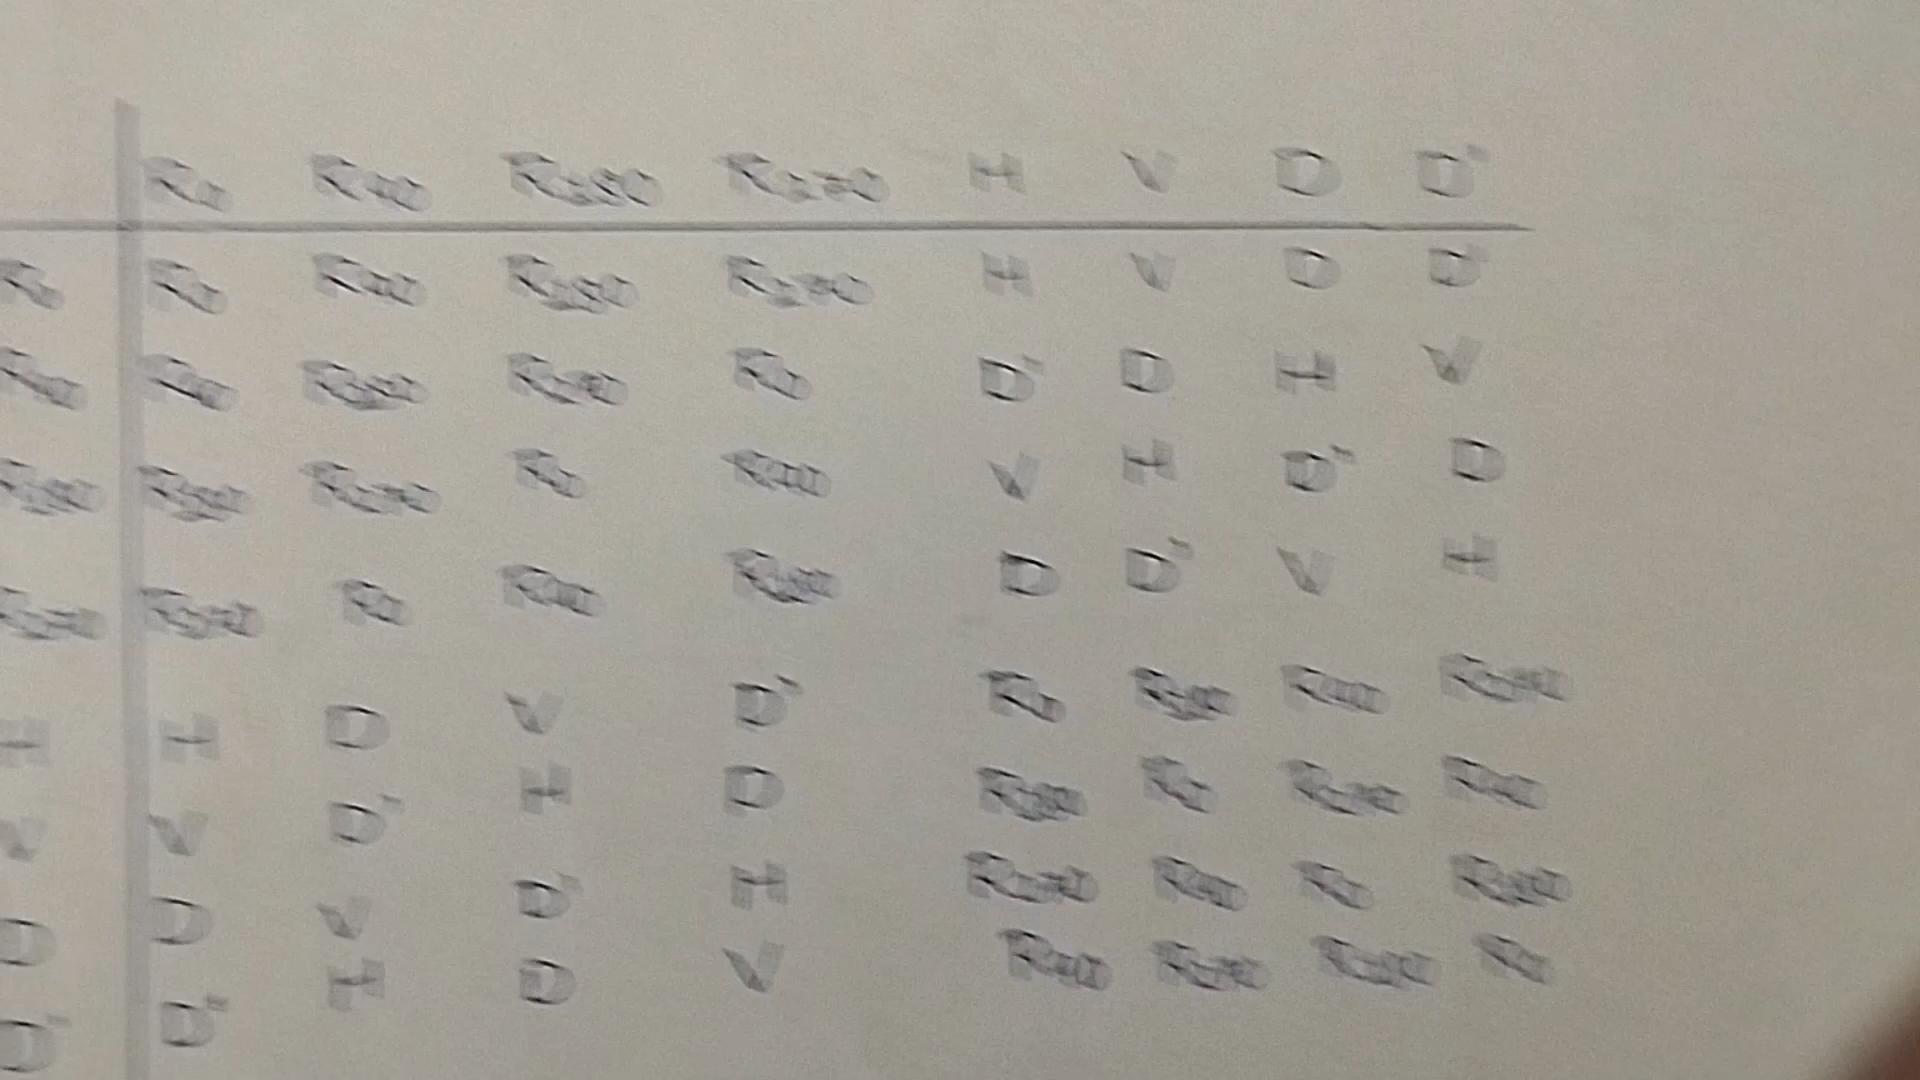 R₀ R₉₀ R₁₈₀ R₂₇₀ H V D D'
R₀ R₀ R₉₀ R₁₈₀ R₂₇₀ H V D D'
R₉₀ R₉₀ R₁₈₀ R₂₇₀ R₀ D' D H V
R₁₈₀ R₁₈₀ R₂₇₀ R₀ R₉₀ V H D' D
R₂₇₀ R₂₇₀ R₀ R₉₀ R₁₈₀ D D' V H
H H D V D' R₀ R₁₈₀ R₉₀ R₂₇₀
V V D' H D R₁₈₀ R₀ R₂₇₀ R₉₀
D D V D' H R₂₇₀ R₉₀ R₀ R₁₈₀
D' D' H D V R₉₀ R₂₇₀ R₁₈₀ R₀